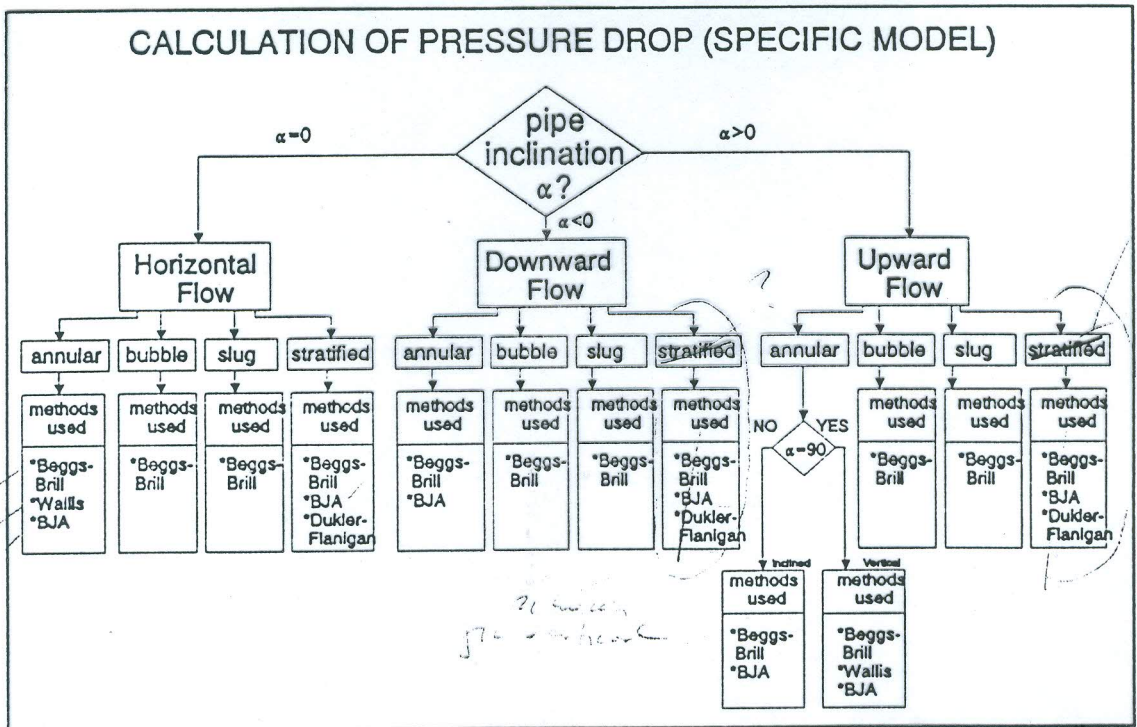 CALCULATION OF PRESSURE DROP (SPECIFIC MODEL)
pipe
inclination
α?
α=0
α>0
α<0
Horizontal
Flow
Downward
Flow
Upward
Flow
annular
bubble
slug
stratified
annular
bubble
slug
stratified
annular
bubble
slug
stratified
methods
used
*Beggs-
Brill
*Wallis
*BJA
methods
used
*Beggs-
Brill
methods
used
*Beggs-
Brill
methods
used
*Beggs-
Brill
*BJA
*Dukler-
Flanigan
methods
used
*Beggs-
Brill
*BJA
methods
used
*Beggs-
Brill
methods
used
*Beggs-
Brill
methods
used
*Beggs-
Brill
*BJA
*Dukler-
Flanigan
?
NO
YES
α=90
Inclined
methods
used
*Beggs-
Brill
*BJA
Vertical
methods
used
*Beggs-
Brill
*Wallis
*BJA
methods
used
*Beggs-
Brill
methods
used
*Beggs-
Brill
methods
used
*Beggs-
Brill
*BJA
*Dukler-
Flanigan